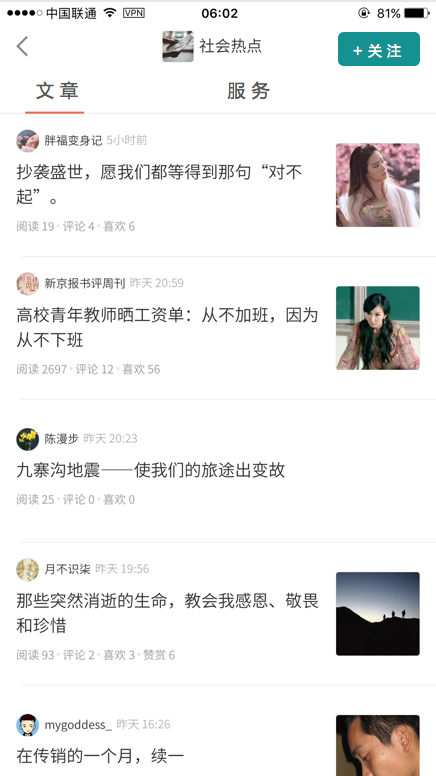 中国联通 VPN 06:02 81%
社会热点 + 关注
文章 服务
胖福变身记 5小时前
抄袭盛世，愿我们都等得到那句“对不
起”。
阅读 19 · 评论 4 · 喜欢 6
新京报书评周刊 昨天 20:59
高校青年教师晒工资单：从不加班，因为
从不下班
阅读 2697 · 评论 12 · 喜欢 56
陈漫步 昨天 20:23
九寨沟地震——使我们的旅途出变故
阅读 25 · 评论 0 · 喜欢 0
月不识柒 昨天 19:56
那些突然消逝的生命，教会我感恩、敬畏
和珍惜
阅读 93 · 评论 2 · 喜欢 3 · 赞赏 6
mygoddess_ 昨天 16:26
在传销的一个月，续一